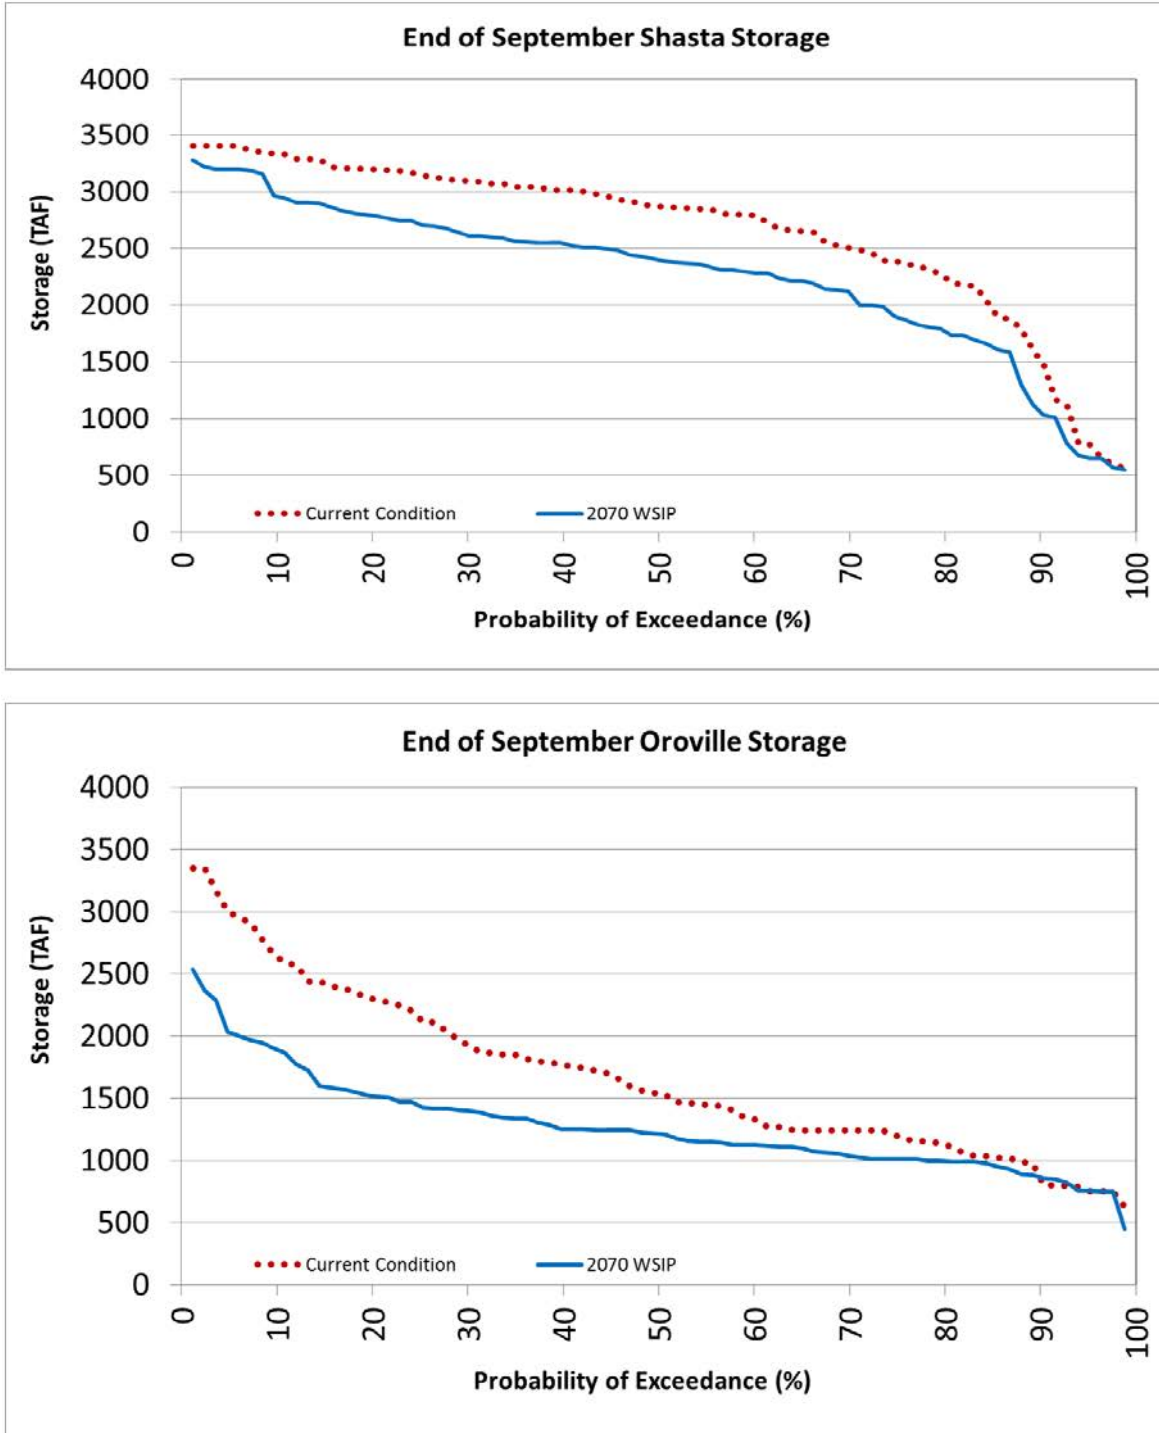 End of September Shasta Storage
4000
3500
3000
2500
2000
1500
1000
500
0
Storage (TAF)
Current Condition
2070 WSIP
0 10 20 30 40 50 60 70 80 90 100
Probability of Exceedance (%)
End of September Oroville Storage
4000
3500
3000
2500
2000
1500
1000
500
0
Storage (TAF)
Current Condition
2070 WSIP
0 10 20 30 40 50 60 70 80 90 100
Probability of Exceedance (%)